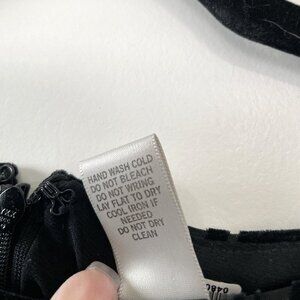 HAND WASH COLD
DO NOT BLEACH
DO NOT WRING
LAY FLAT TO DRY
COOL IRON IF
NEEDED
DO NOT DRY
CLEAN